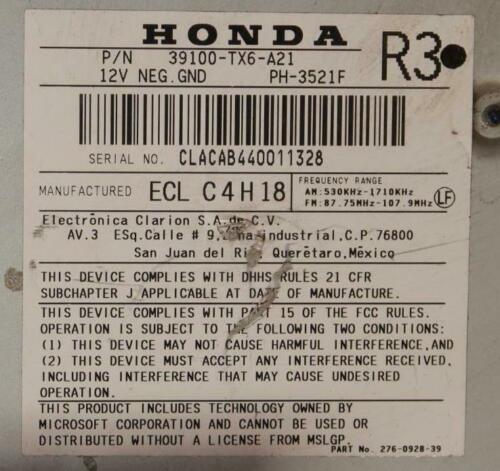 HONDA
P/N 39100-TX6-A21
R3
12V NEG.GND PH-3521F
SERIAL NO. CLACAB440011328
MANUFACTURED ECL C4H18
FREQUENCY RANGE
AM:530KHz-1710KHz
FM:87.75MHz-107.9MHz
LF
Electrónica Clarion S.A.de C.V.
AV.3 ESq.Calle # 9, industrial,C.P.76800
San Juan del Querétaro,México
THIS DEVICE COMPLIES WITH DHHS RULES 21 CFR
SUBCHAPTER J APPLICABLE AT DATE OF MANUFACTURE.
THIS DEVICE COMPLIES WITH PART 15 OF THE FCC RULES.
OPERATION IS SUBJECT TO THE FOLLOWING TWO CONDITIONS:
(1) THIS DEVICE MAY NOT CAUSE HARMFUL INTERFERENCE,AND
(2) THIS DEVICE MUST ACCEPT ANY INTERFERENCE RECEIVED,
INCLUDING INTERFERENCE THAT MAY CAUSE UNDESIRED
OPERATION.
THIS PRODUCT INCLUDES TECHNOLOGY OWNED BY
MICROSOFT CORPORATION AND CANNOT BE USED OR
DISTRIBUTED WITHOUT A LICENSE FROM MSLGP.
PART No. 276-0928-39